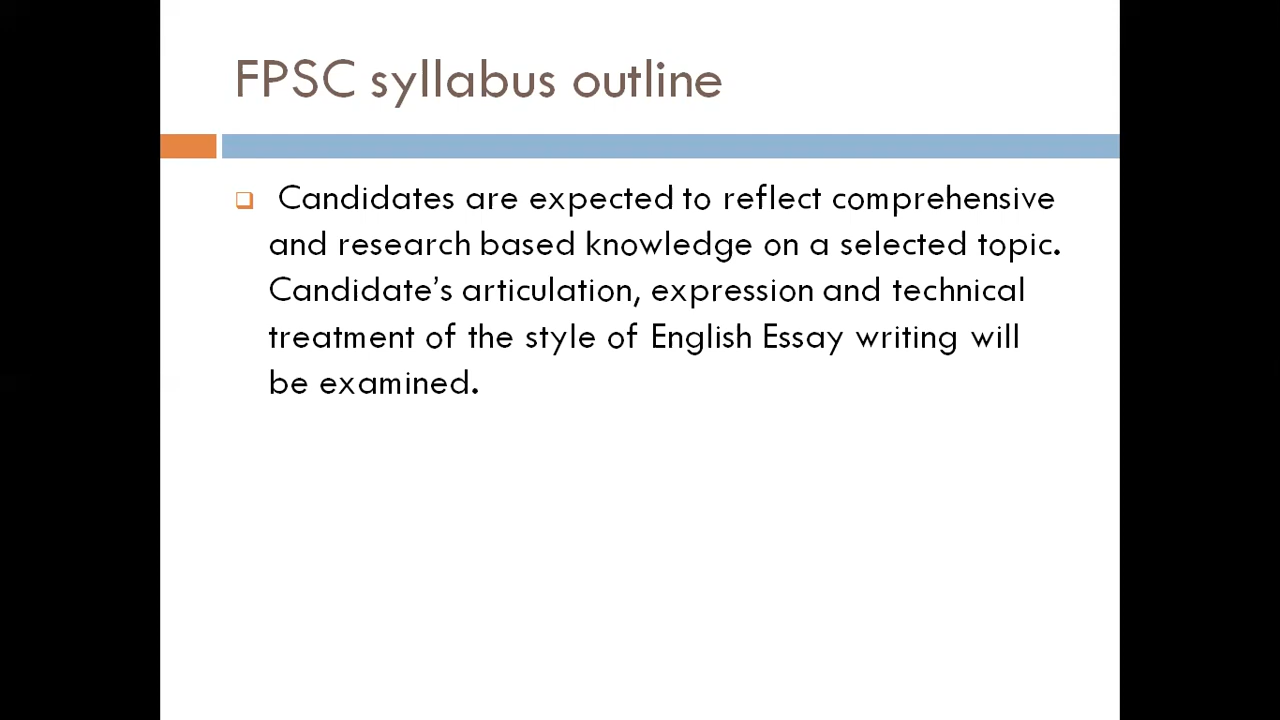 FPSC syllabus outline
Candidates are expected to reflect comprehensive
and research based knowledge on a selected topic.
Candidate's articulation, expression and technical
treatment of the style of English Essay writing will
be examined.